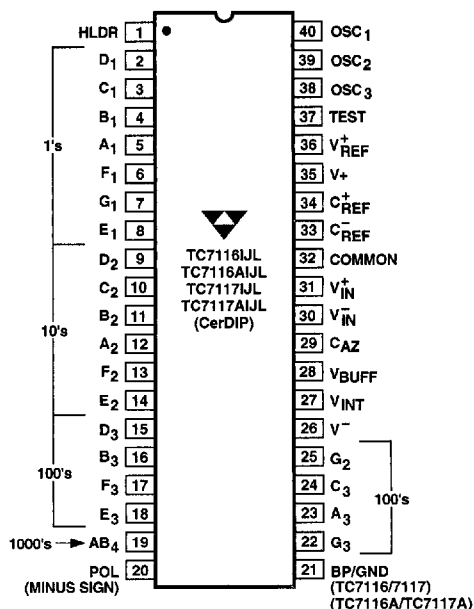 HLDR 1 40 OSC1
D1 2 39 OSC2
C1 3 38 OSC3
B1 4 37 TEST
1's A1 5 36 V+REF
F1 6 35 V+
G1 7 34 C+REF
E1 8 33 C-REF
D2 9 32 COMMON
C2 10 31 V+IN
B2 11 30 V-IN
10's A2 12 29 CAZ
F2 13 28 VBUFF
E2 14 27 VINT
D3 15 26 V-
B3 16 25 G2
100's F3 17 24 C3
E3 18 23 A3 100's
1000's AB4 19 22 G3
POL 20 21 BP/GND
(MINUS SIGN) (TC7116/7117)
(TC7116A/TC7117A)
TC7116IJL
TC7116AIJL
TC7117IJL
TC7117AIJL
(CerDIP)